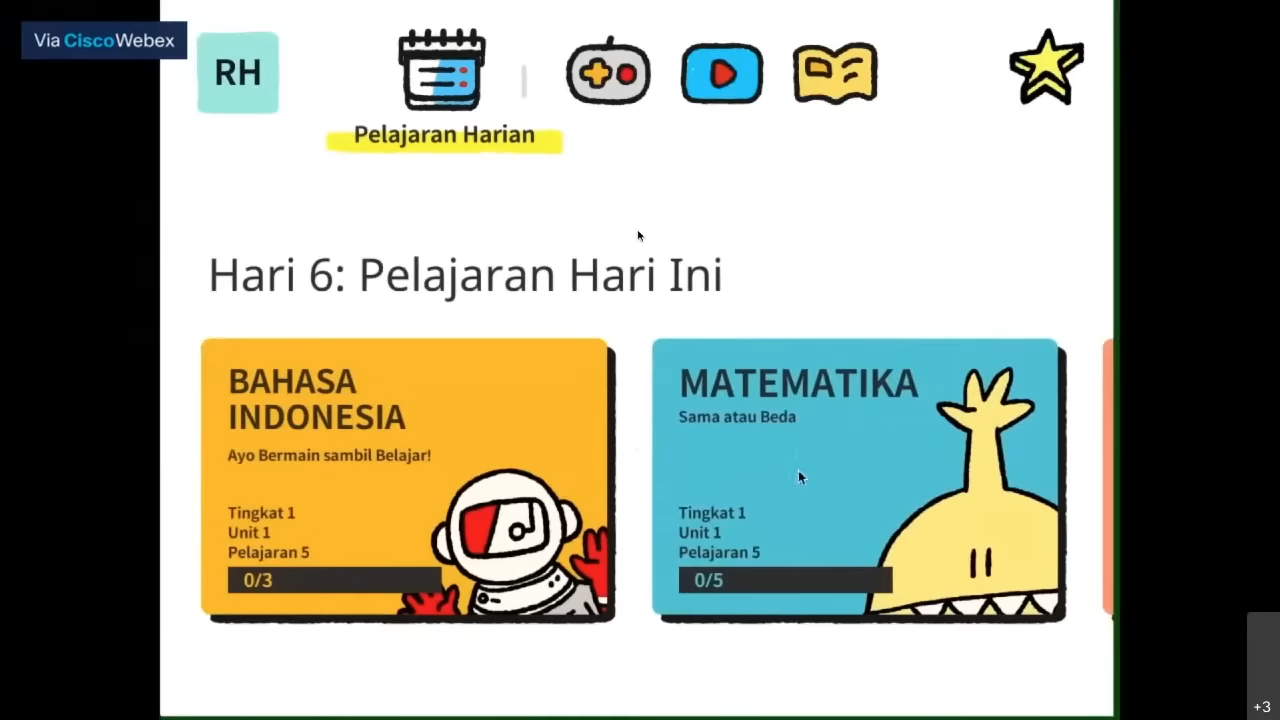 Via CiscoWebex
RH
Pelajaran Harian
Hari 6: Pelajaran Hari Ini
BAHASA
INDONESIA
Ayo Bermain sambil Belajar!
Tingkat 1
Unit 1
Pelajaran 5
0/3
MATEMATIKA
Sama atau Beda
Tingkat 1
Unit 1
Pelajaran 5
0/5
+3